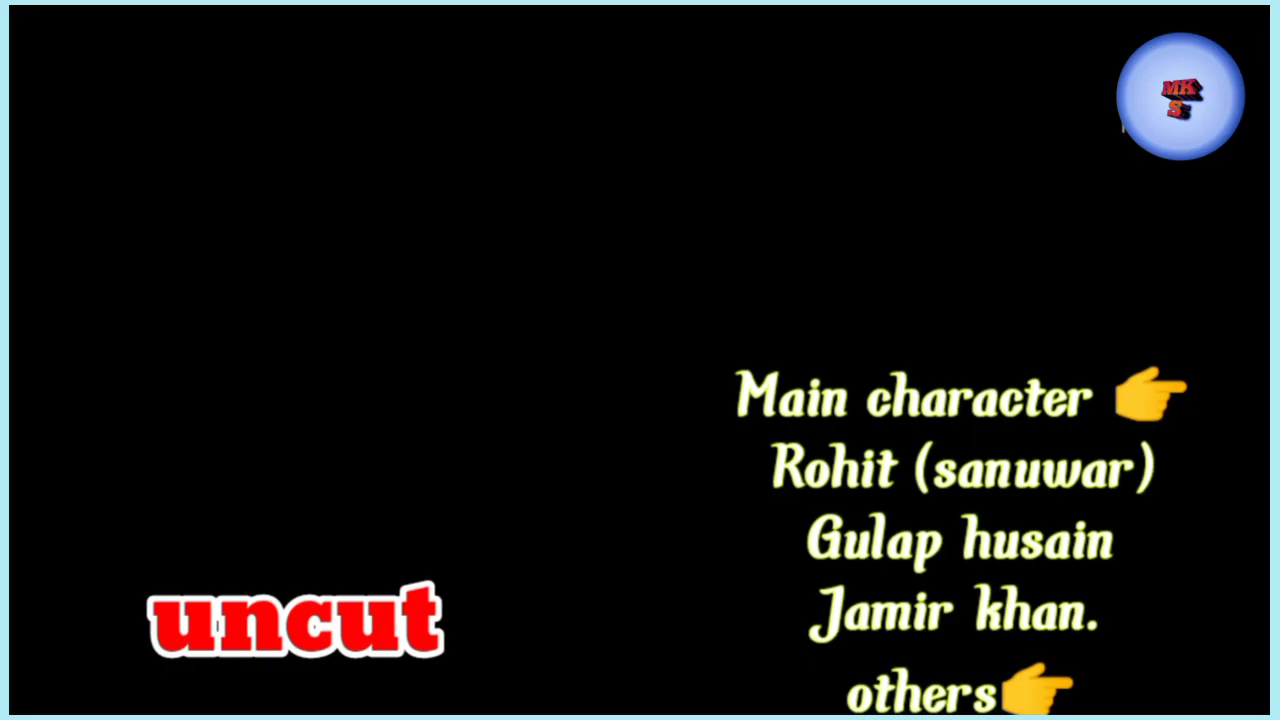 MK
S
Main character 👉
Rohit (sanuwar)
Gulap husain
Jamir khan.
others👉
uncut